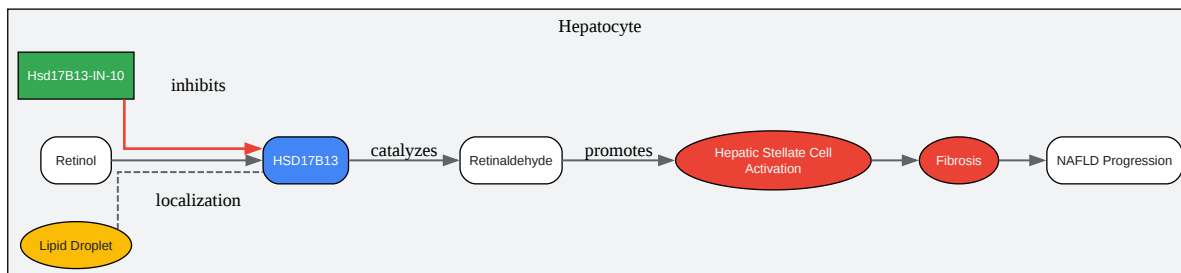 Hepatocyte
Hsd17B13-IN-10
inhibits
Retinol
HSD17B13
catalyzes
Retinaldehyde
promotes
Hepatic Stellate Cell
Activation
Fibrosis
NAFLD Progression
localization
Lipid Droplet